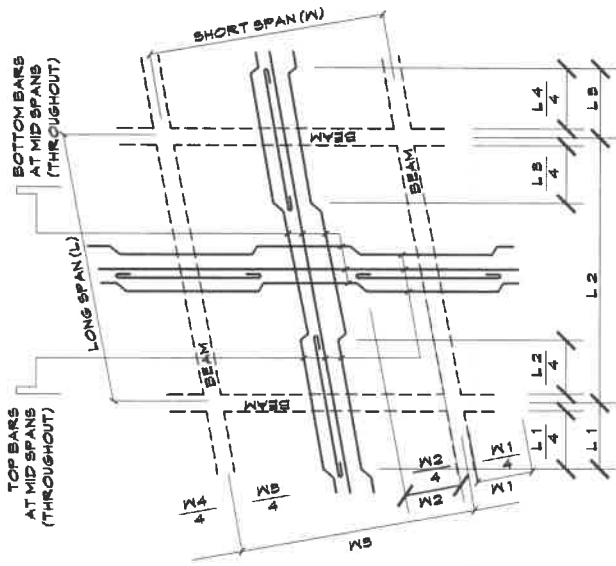 TOP BARS
AT MID SPANS
(THROUGHOUT)
BOTTOM BARS
AT MID SPANS
(THROUGHOUT)
LONG SPAN (L)
SHORT SPAN (W)
BEAM
BEAM
BEAM
BEAM
W4
4
W3
4
W3
W2
4
W2
W1
4
W1
L1
4
L2
4
L3
4
L4
4
L1
L2
L3